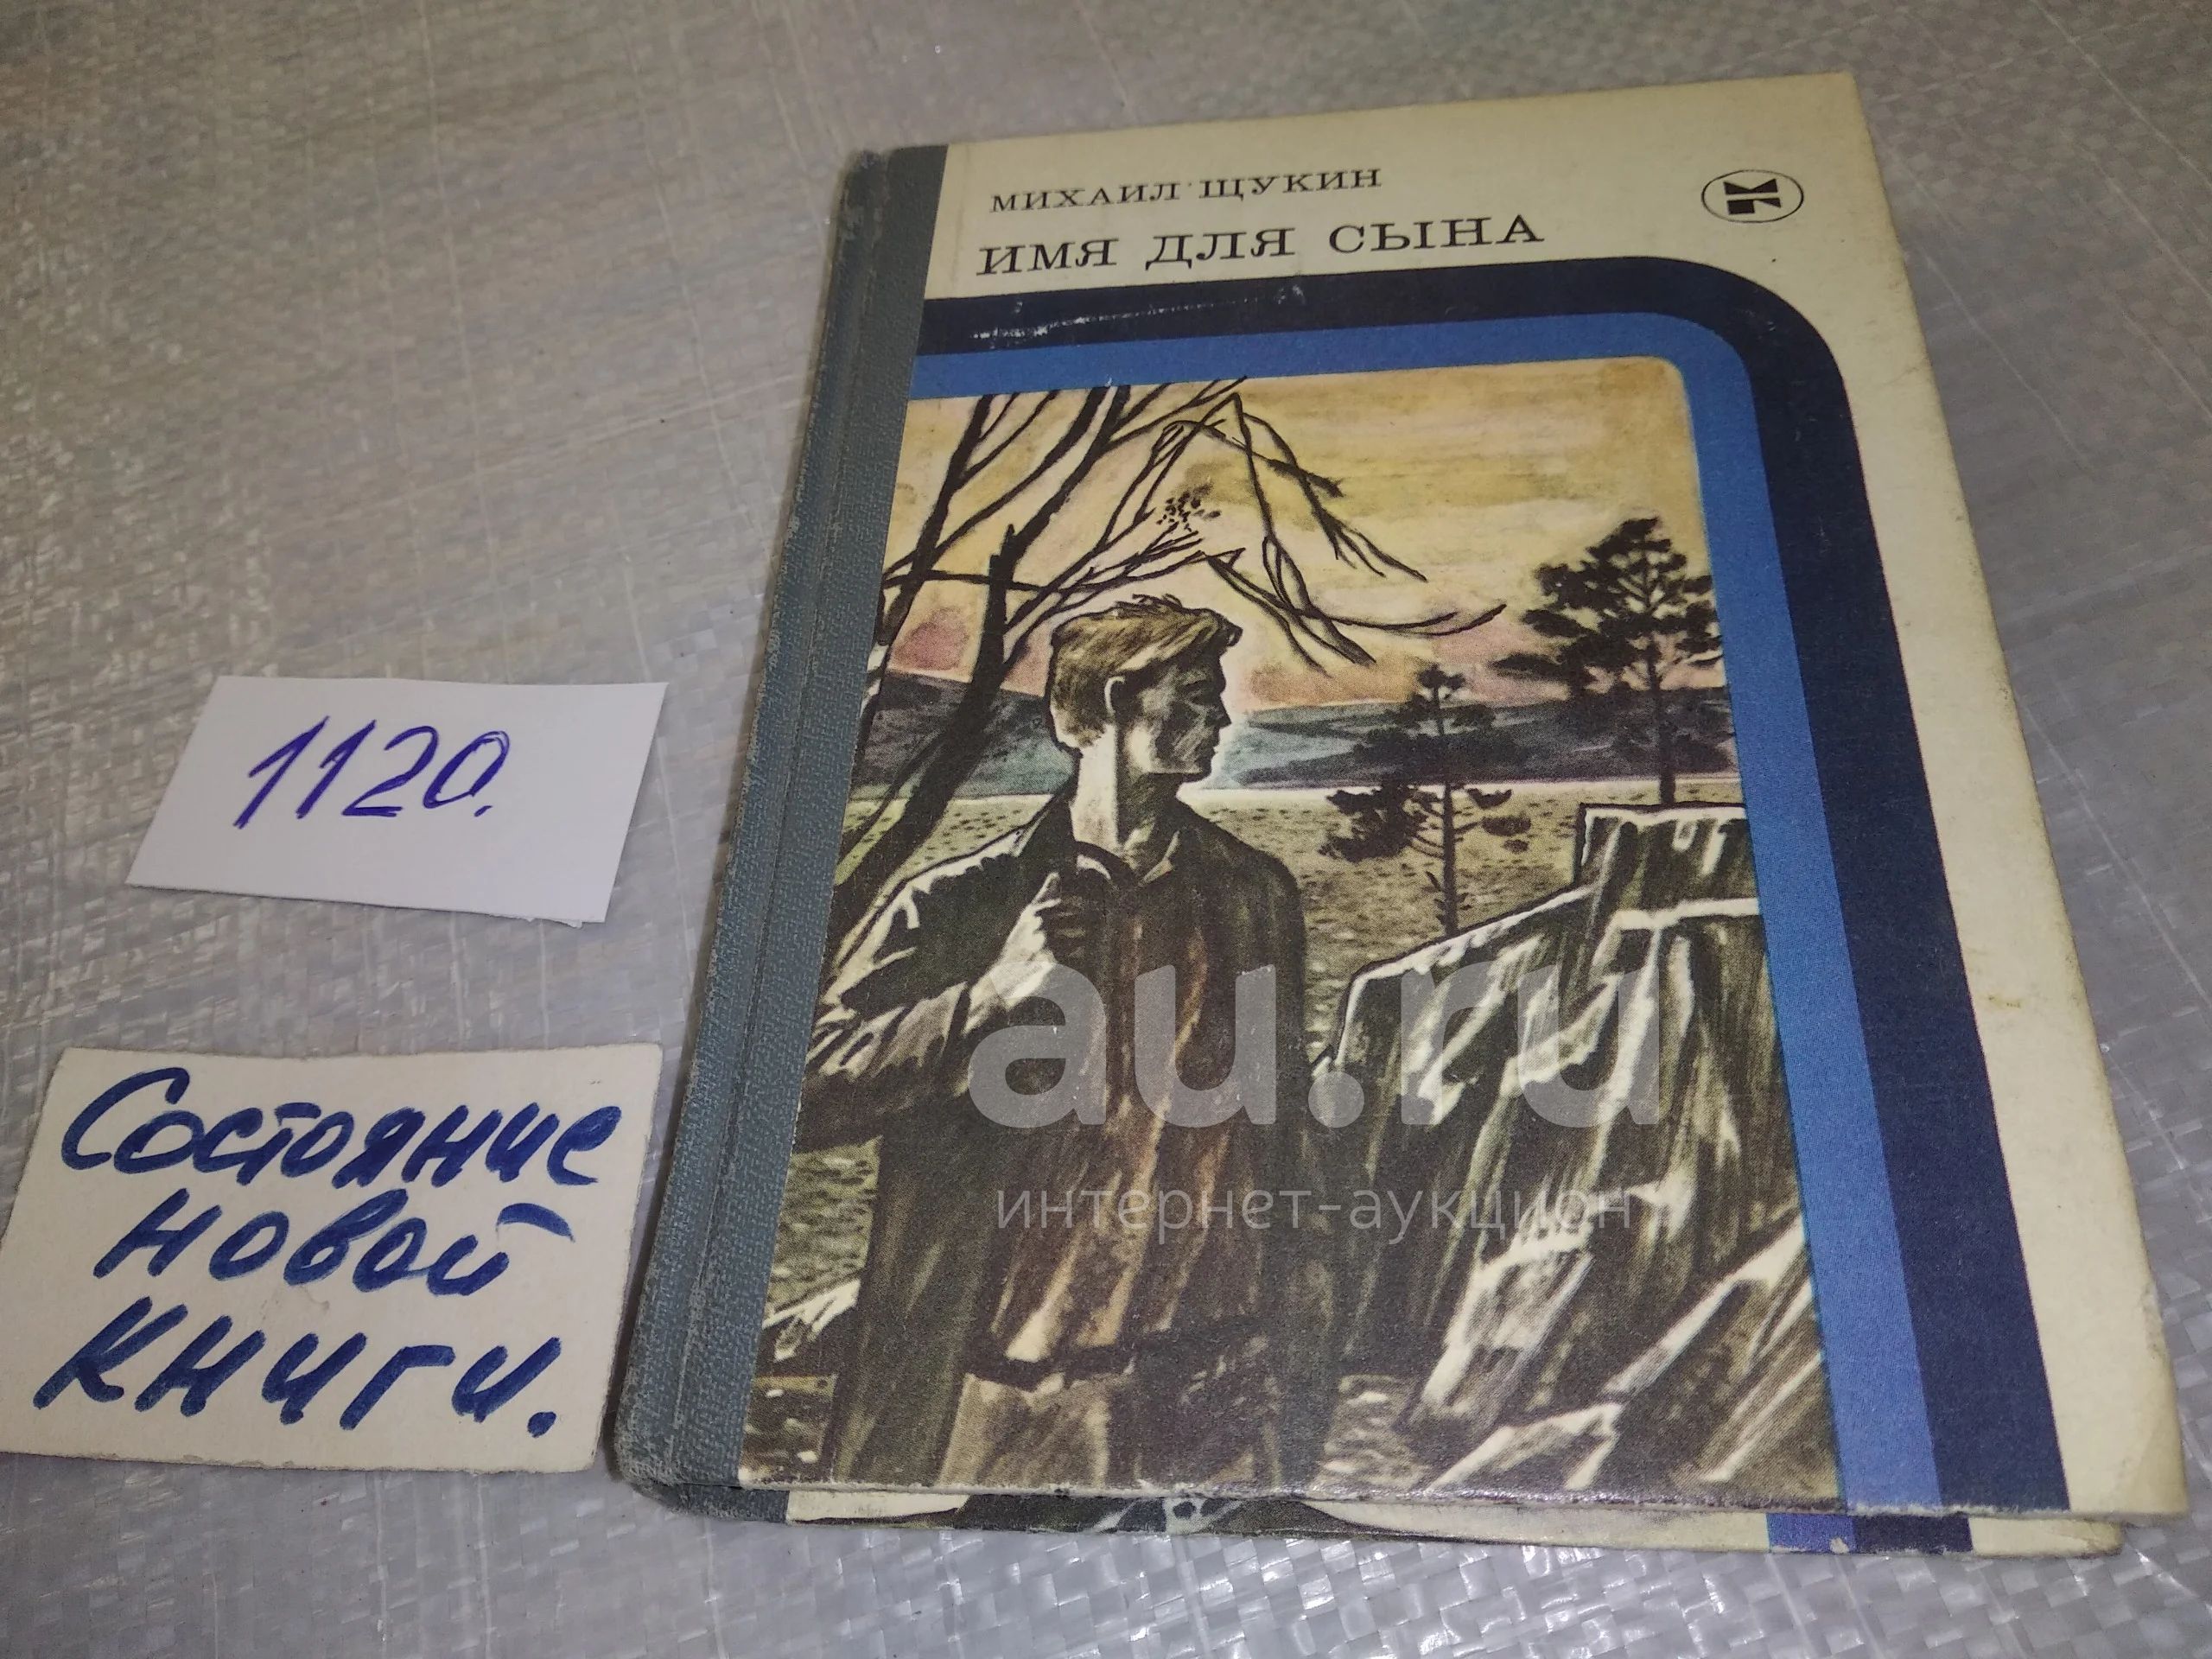 МИХАИЛ ЩУКИН
ИМЯ ДЛЯ СЫНА
1120.
Состояние
новой
книги.
au.ru
интернет-аукцион